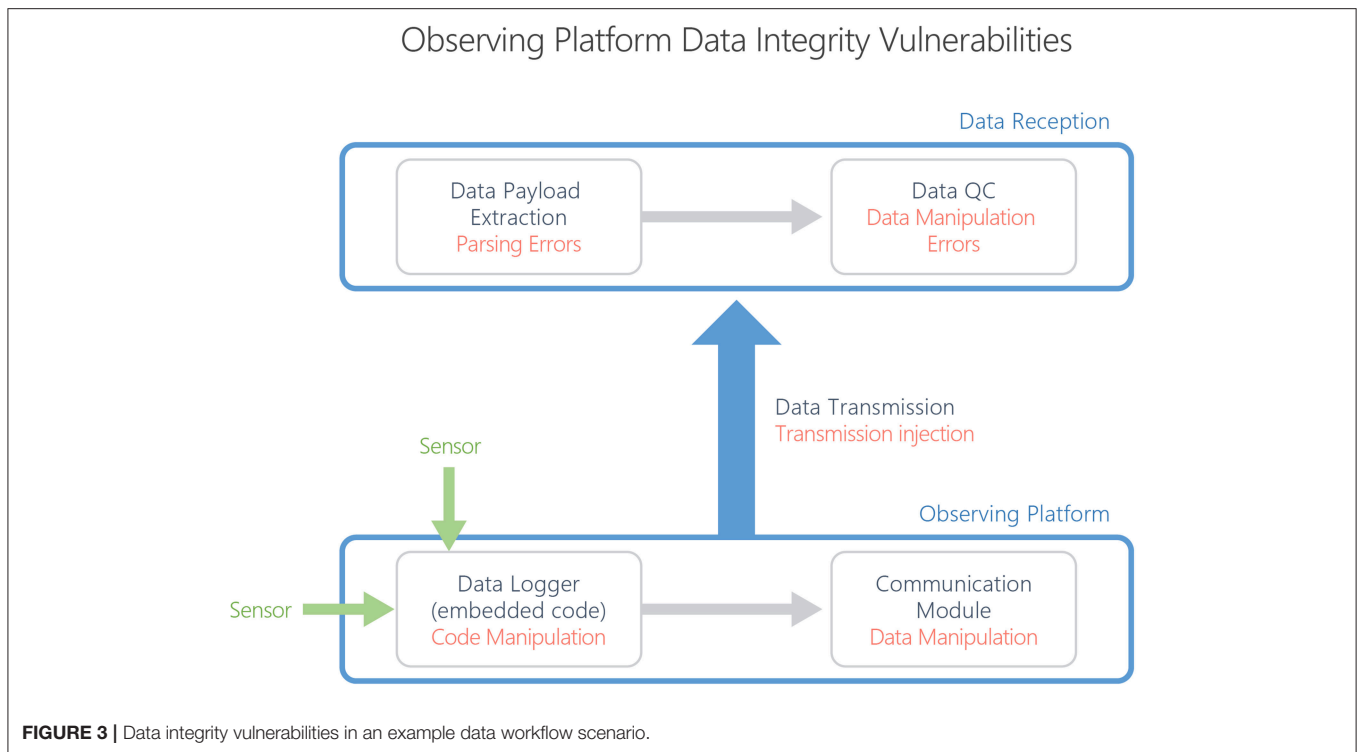 Observing Platform Data Integrity Vulnerabilities
Data Reception
Data Payload
Extraction
Parsing Errors
Data QC
Data Manipulation
Errors
Data Transmission
Transmission injection
Sensor
Observing Platform
Sensor
Data Logger
(embedded code)
Code Manipulation
Communication
Module
Data Manipulation
FIGURE 3 | Data integrity vulnerabilities in an example data workflow scenario.